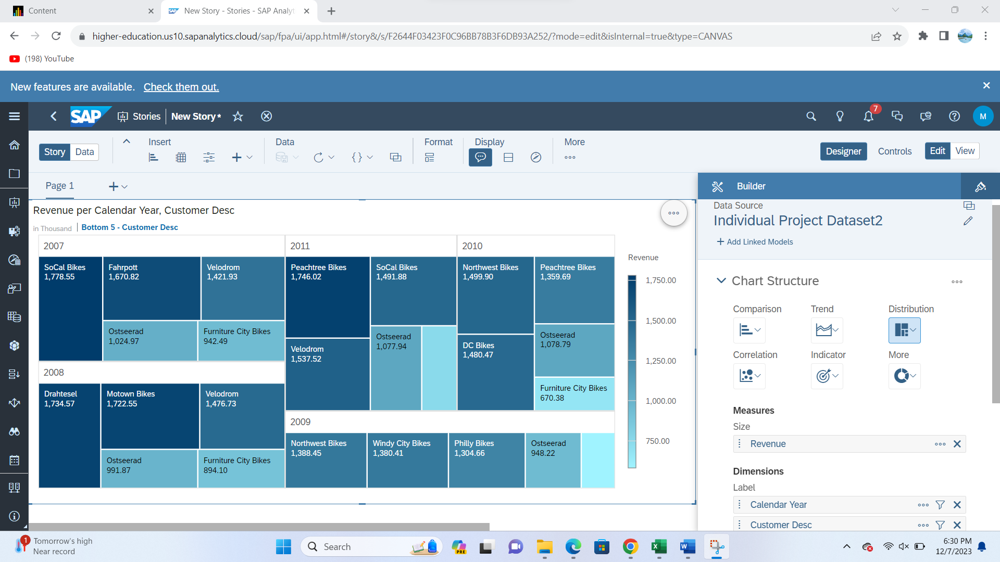 Content
New Story - Stories - SAP Analyt
higher-education.us10.sapanalytics.cloud/sap/fpa/ui/app.html#/story&/s/F2644F03423F0C96BB78B3F6DB93A252/?mode=edit&isInternal=true&type=CANVAS
(198) YouTube
New features are available. Check them out.
SAP Stories New Story* 7 M
Story Data
Insert
Data
Format
Display
More
Designer
Controls
Edit View
Page 1
Builder
Revenue per Calendar Year, Customer Desc
in Thousand Bottom 5 - Customer Desc
2007
SoCal Bikes
1,778.55
Fahrpott
1,670.82
Velodrom
1,421.93
Ostseerad
1,024.97
Furniture City Bikes
942.49
2008
Drahtesel
1,734.57
Motown Bikes
1,722.55
Velodrom
1,476.73
Ostseerad
991.87
Furniture City Bikes
894.10
2011
Peachtree Bikes
1,746.02
SoCal Bikes
1,491.88
Velodrom
1,537.52
Ostseerad
1,077.94
2010
Northwest Bikes
1,499.90
Peachtree Bikes
1,359.69
DC Bikes
1,480.47
Ostseerad
1,078.79
Furniture City Bikes
670.38
2009
Northwest Bikes
1,388.45
Windy City Bikes
1,380.41
Philly Bikes
1,304.66
Ostseerad
948.22
Revenue
1,750.00
1,500.00
1,250.00
1,000.00
750.00
Data Source
Individual Project Dataset2
Add Linked Models
Chart Structure
Comparison
Trend
Distribution
Correlation
Indicator
More
Measures
Size
Revenue
Dimensions
Label
Calendar Year
Customer Desc
1
Tomorrow's high
Near record
Search
PRE
6:30 PM
12/7/2023